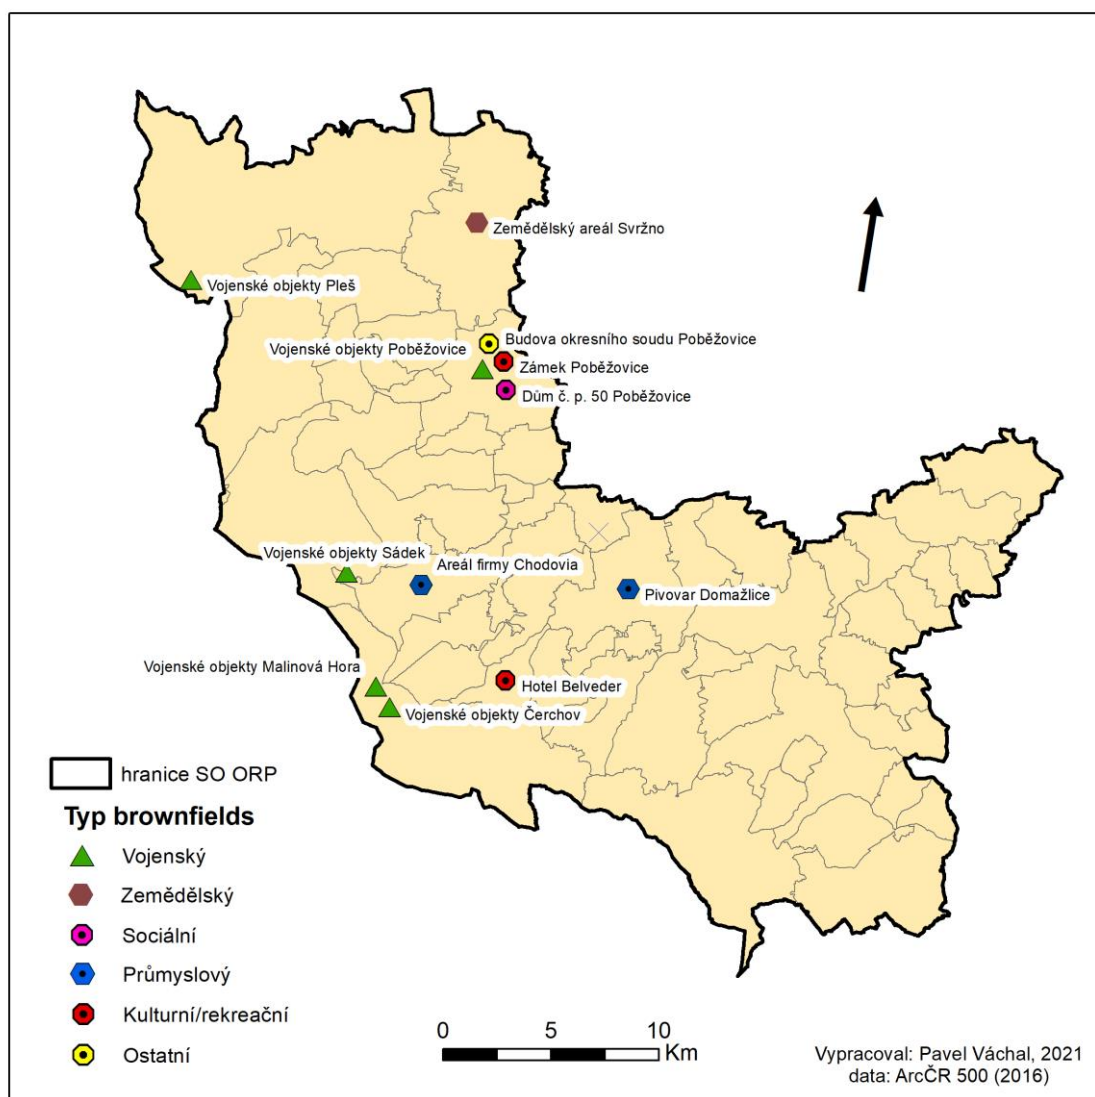 Zemědělský areál Svržno
Vojenské objekty Pleš
Budova okresního soudu Poběžovice
Vojenské objekty Poběžovice
Zámek Poběžovice
Dům č. p. 50 Poběžovice
Vojenské objekty Sádek
Areál firmy Chodovia
Pivovar Domažlice
Vojenské objekty Malinová Hora
Hotel Belveder
Vojenské objekty Čerchov
hranice SO ORP
Typ brownfields
Vojenský
Zemědělský
Sociální
Průmyslový
Kulturní/rekreační
Ostatní
0 5 10
Km
Vypracoval: Pavel Váchal, 2021
data: ArcČR 500 (2016)